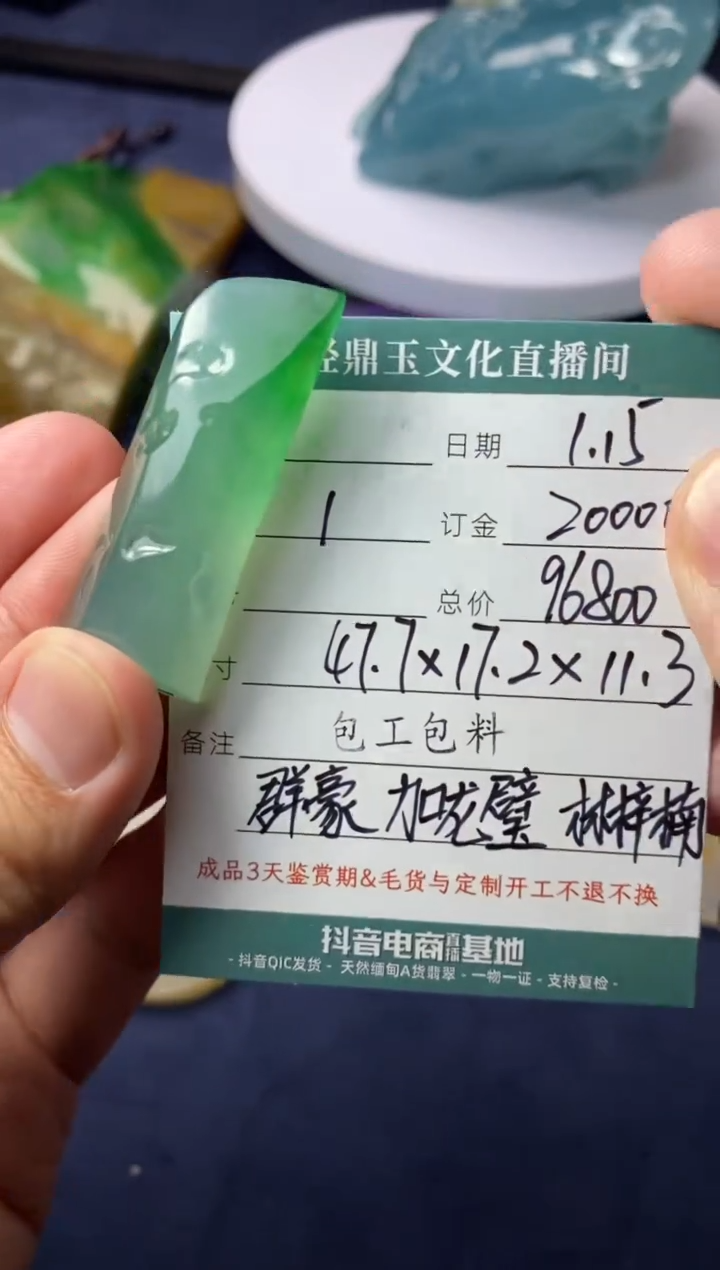 鼎玉文化直播间
日期 1.15
1 订金 20000
总价 96800
寸 47.7×17.2×11.3
备注 包工包料
群豪 加龙璧 林梓楠
成品3天鉴赏期&毛货与定制开工不退不换
抖音电商直播基地
- 抖音QIC发货 - 天然缅甸A货翡翠 - 一物一证 - 支持复检 -